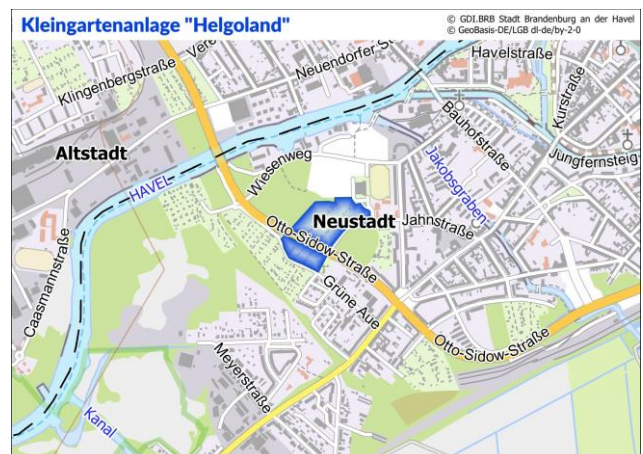 Kleingartenanlage "Helgoland"
© GDI.BRB Stadt Brandenburg an der Havel
© GeoBasis-DE/LGB dl-de/by-2-0
Klingenbergstraße
Neuendorfer
Havelstraße
Kurstraße
Bauhofstraße
Jungfernsteig
Altstadt
HAVEL
Wiesenweg
Jakobsgraben
Neustadt
Jahnstraße
Otto-Sidow-Straße
Caasmannstraße
Grüne Aue
Otto-Sidow-Straße
Meyerstraße
Kanal